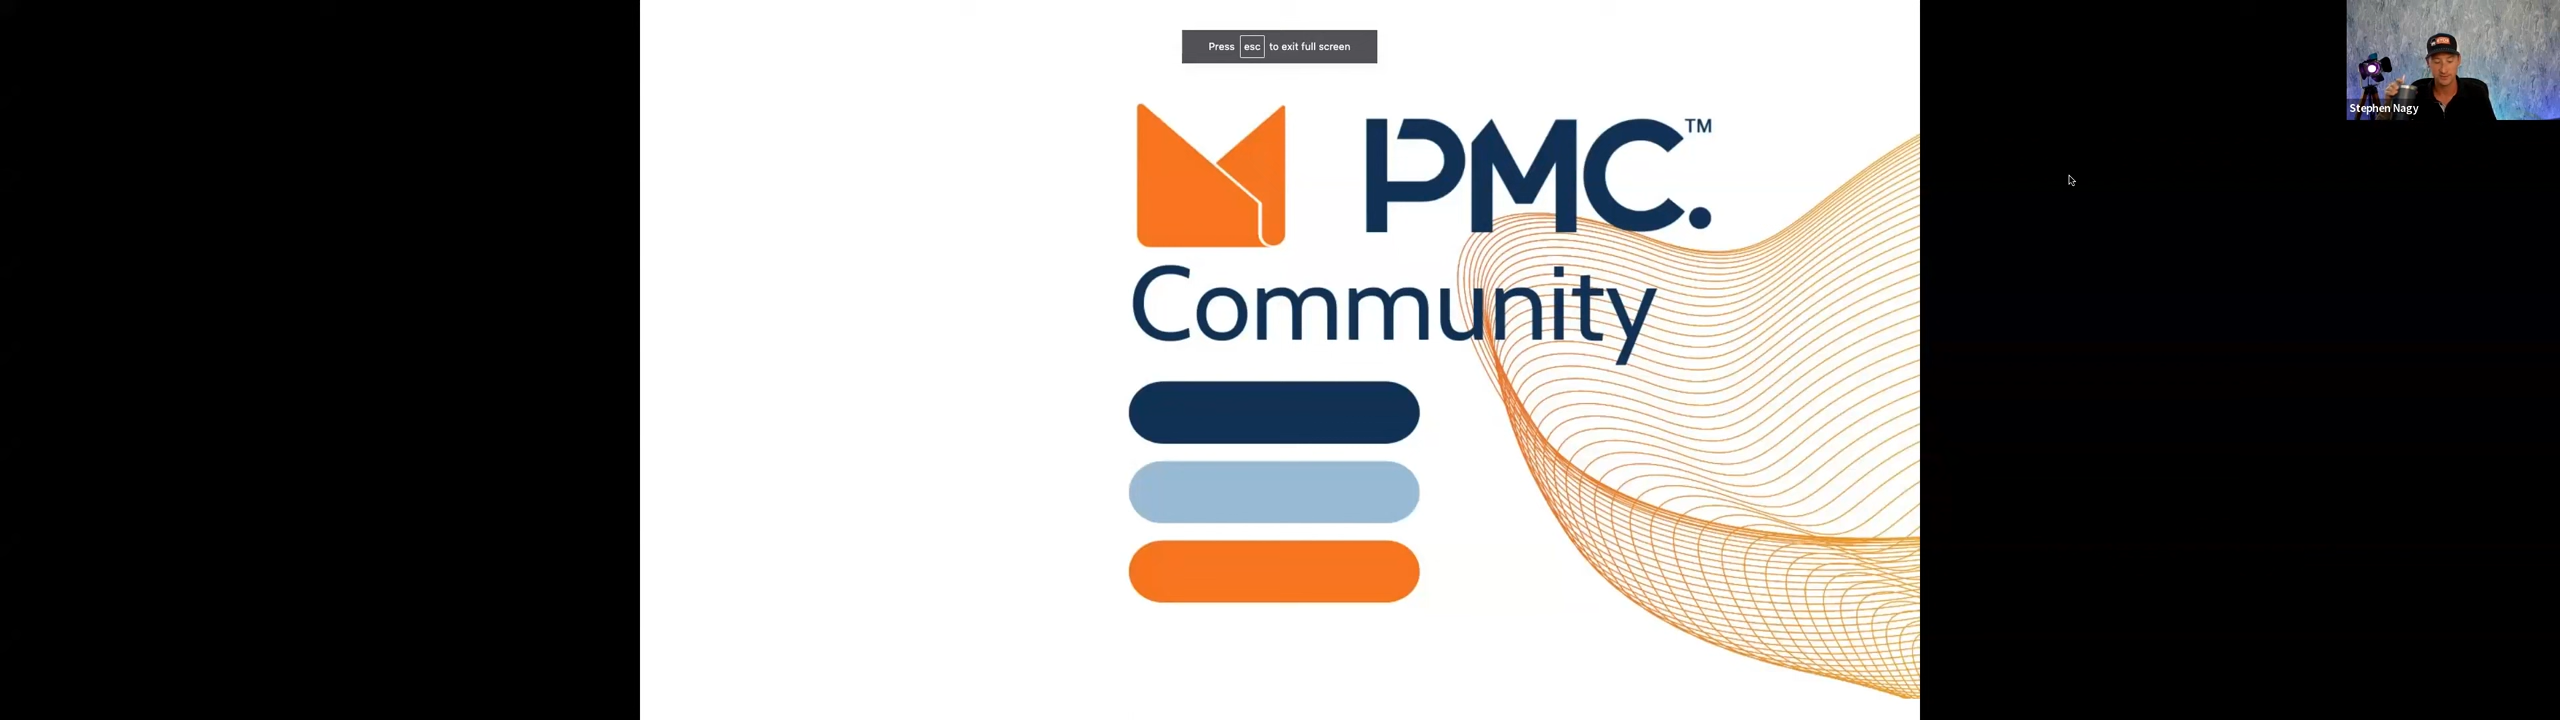 Press esc to exit full screen
PMC.™
Community
Stephen Nagy